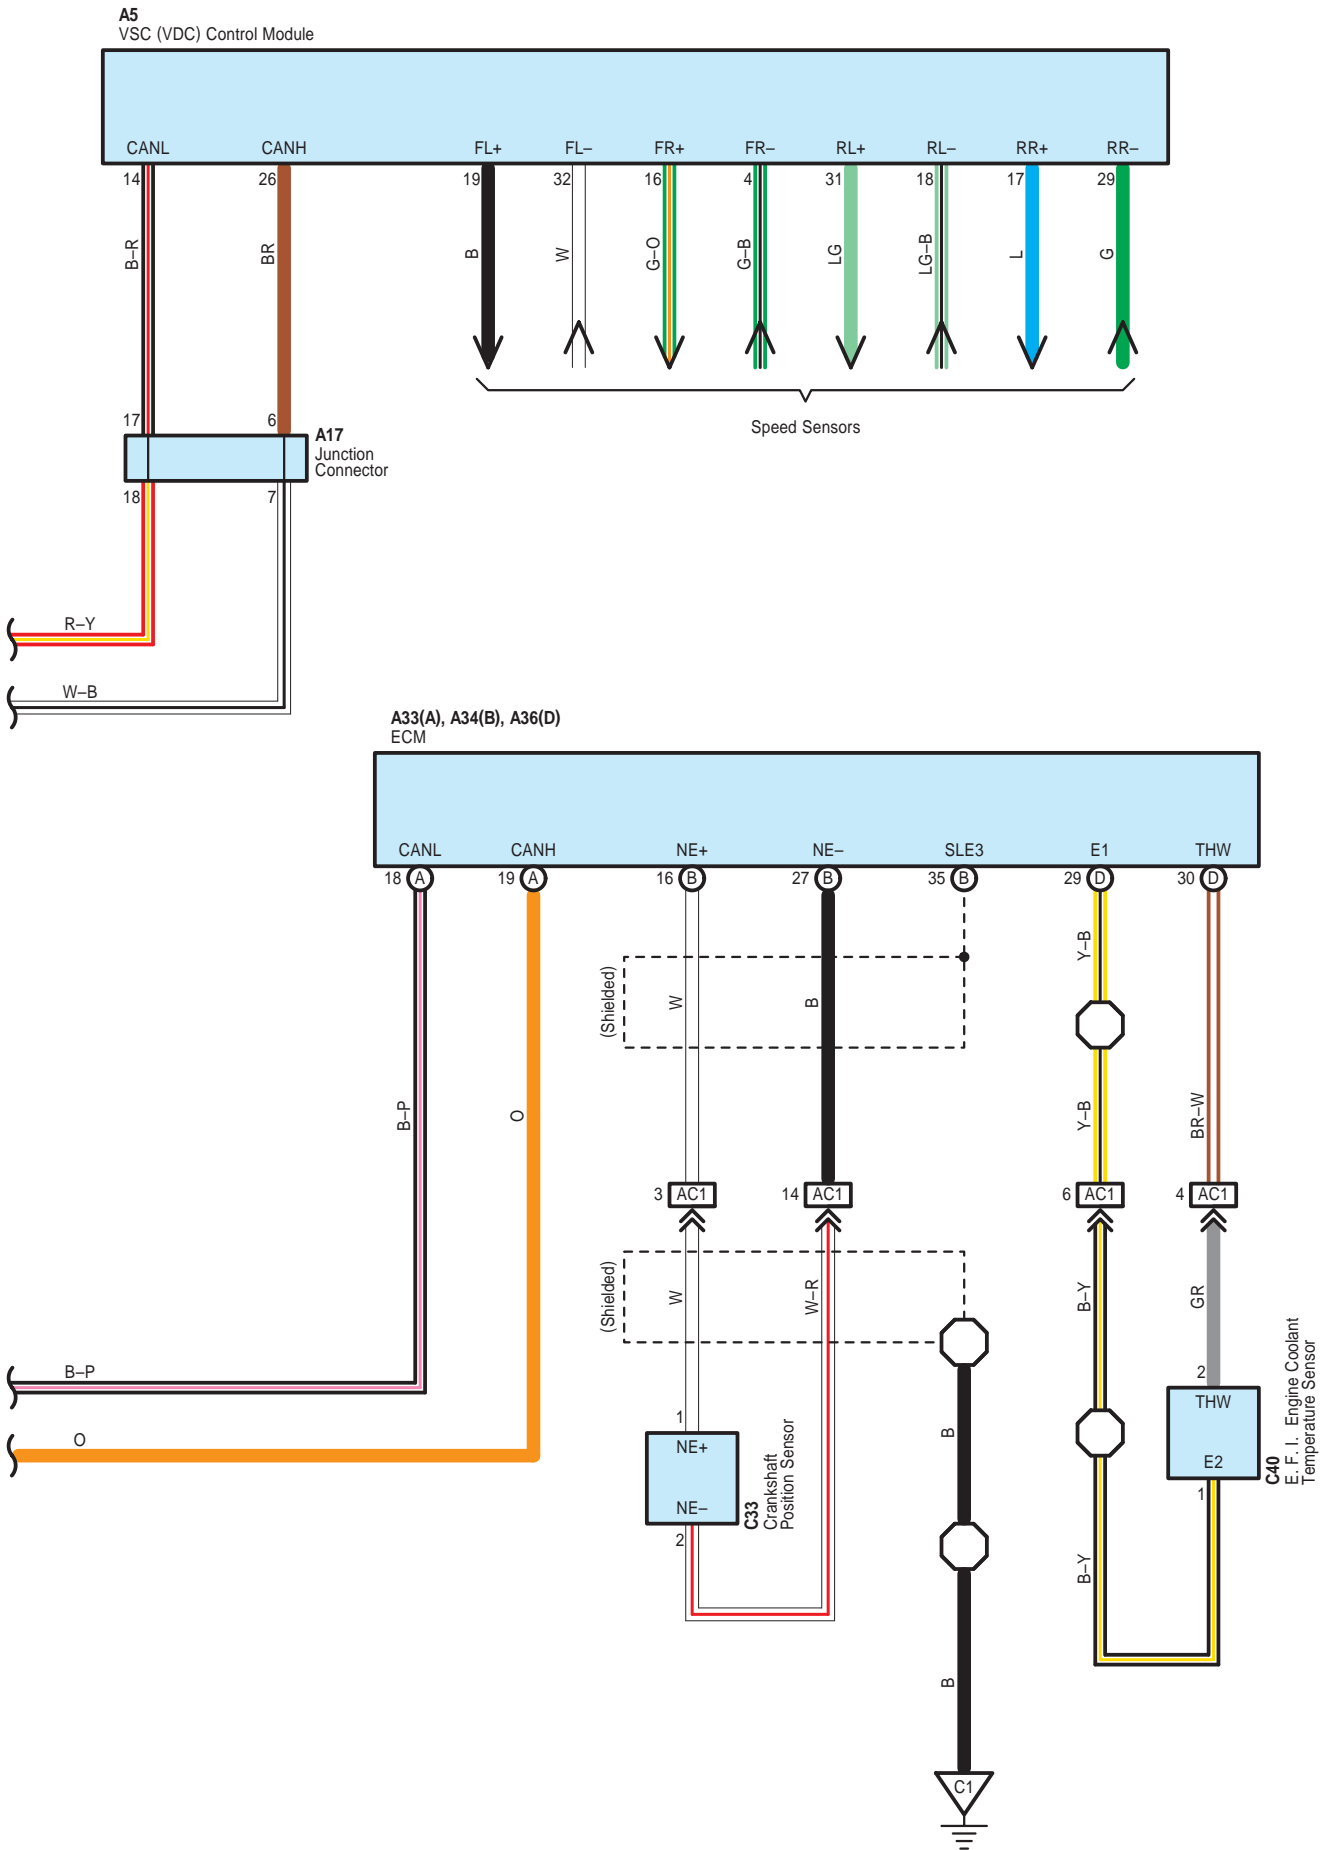 A5
VSC (VDC) Control Module
CANL CANH FL+ FL– FR+ FR– RL+ RL– RR+ RR–
14 26 19 32 16 4 31 18 17 29
B–R BR B W G–O G–B LG LG–B L G
17 6
A17
Junction
Connector
18 7
Speed Sensors
R–Y
W–B
A33(A), A34(B), A36(D)
ECM
CANL CANH NE+ NE– SLE3 E1 THW
18 A 19 A 16 B 27 B 35 B 29 D 30 D
(Shielded)
W B Y–B
B–P O Y–B BR–W
3 AC1 14 AC1 6 AC1 4 AC1
(Shielded)
W W–R B–Y GR
B–P
O
1
NE+
NE–
2
C33
Crankshaft
Position Sensor
B
2
THW
E2
1
C40
E. F. I. Engine Coolant
Temperature Sensor
B–Y
B
C1